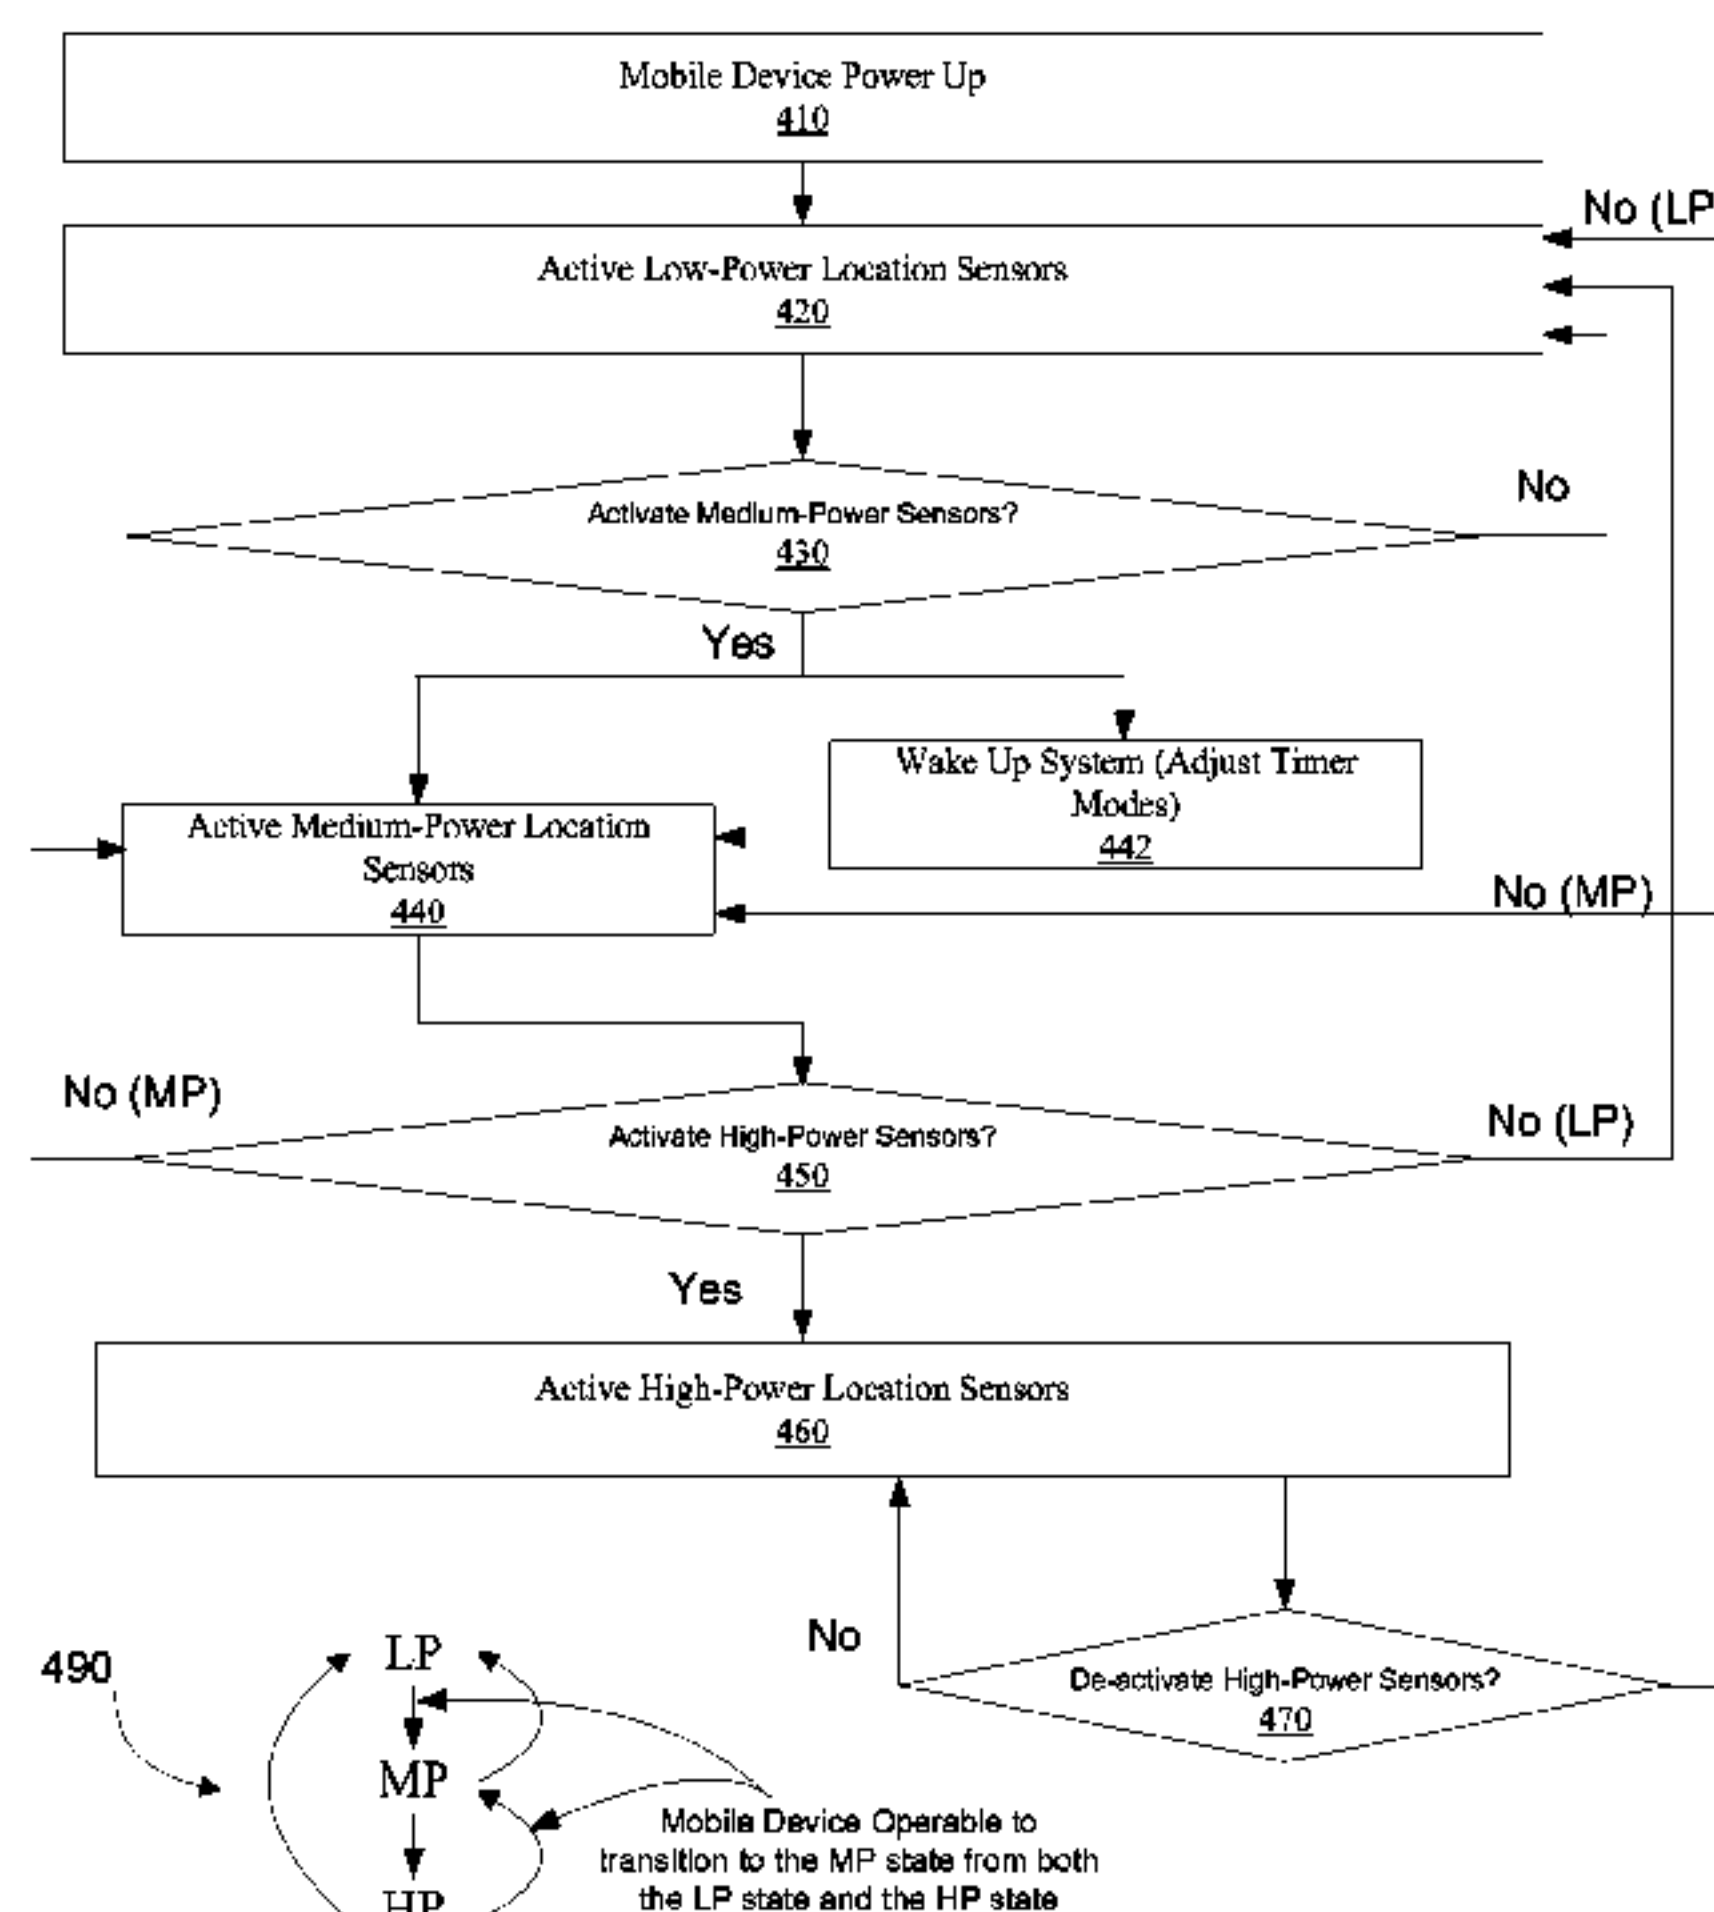 Mobile Device Power Up
410
No (LP
Active Low-Power Location Sensors
420
Activate Medium-Power Sensors?
430
No
Yes
Wake Up System (Adjust Timer
Modes)
442
Active Medium-Power Location
Sensors
440
No (MP)
No (MP)
Activate High-Power Sensors?
450
No (LP)
Yes
Active High-Power Location Sensors
460
No
De-activate High-Power Sensors?
470
490
LP
MP
HP
Mobile Device Operable to
transition to the MP state from both
the LP state and the HP state